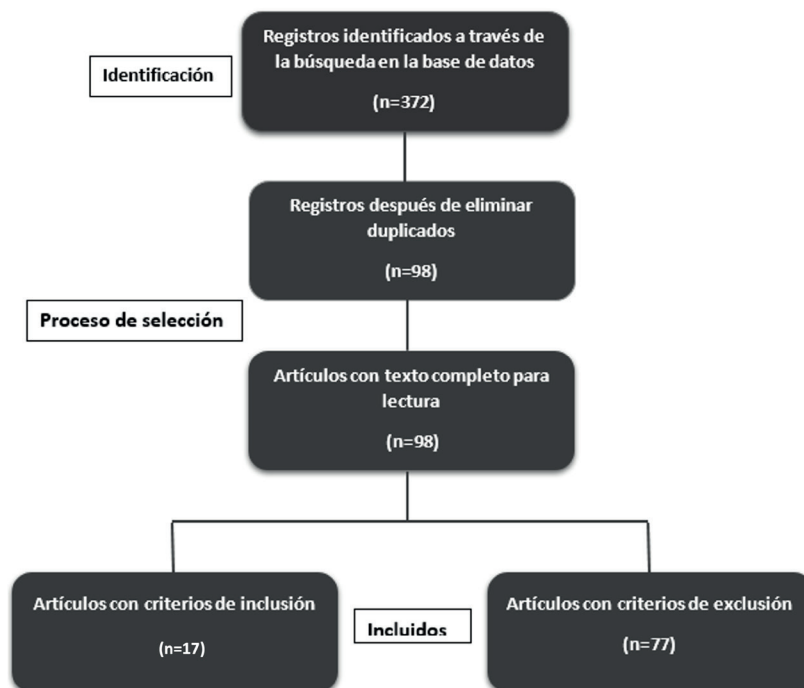 Registros identificados a través de
la búsqueda en la base de datos
(n=372)
Identificación
Registros después de eliminar
duplicados
(n=98)
Proceso de selección
Artículos con texto completo para
lectura
(n=98)
Artículos con criterios de inclusión
(n=17)
Incluidos
Artículos con criterios de exclusión
(n=77)